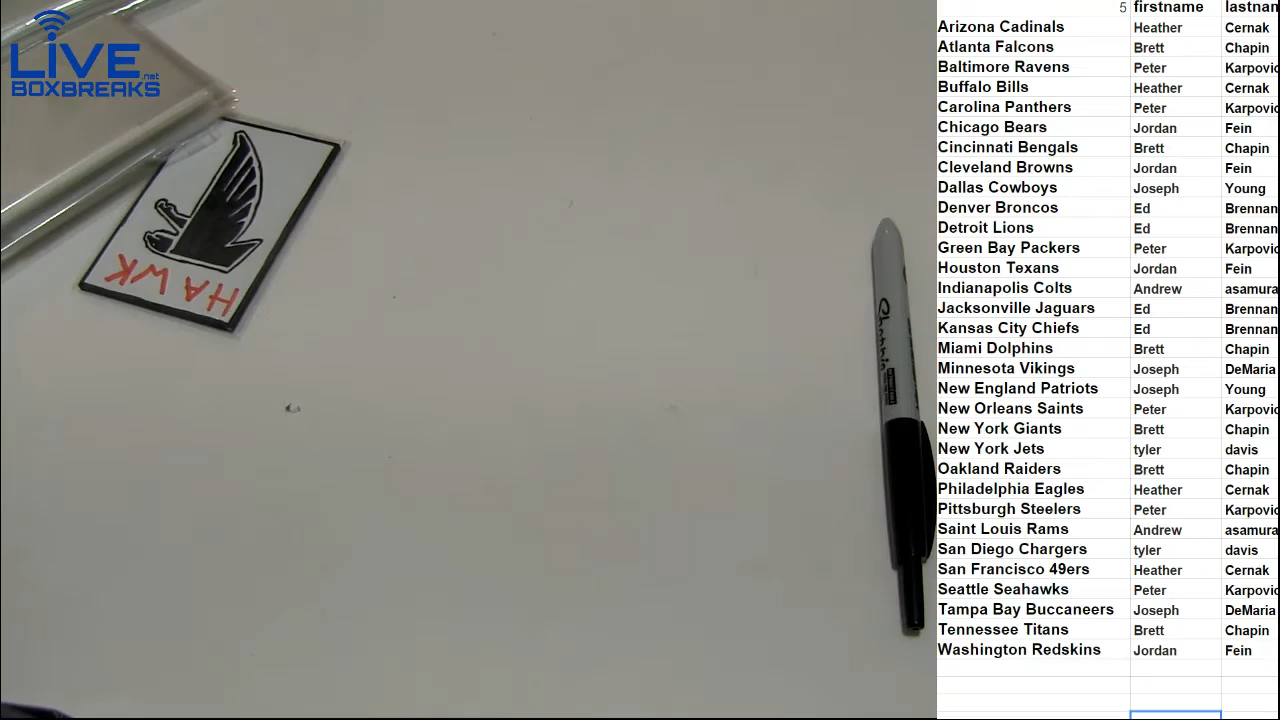 LIVE.net
BOXBREAKS
HAWK
Sharpie
5 firstname lastnam
Arizona Cadinals Heather Cernak
Atlanta Falcons Brett Chapin
Baltimore Ravens Peter Karpovic
Buffalo Bills Heather Cernak
Carolina Panthers Peter Karpovic
Chicago Bears Jordan Fein
Cincinnati Bengals Brett Chapin
Cleveland Browns Jordan Fein
Dallas Cowboys Joseph Young
Denver Broncos Ed Brennan
Detroit Lions Ed Brennan
Green Bay Packers Peter Karpovic
Houston Texans Jordan Fein
Indianapolis Colts Andrew asamura
Jacksonville Jaguars Ed Brennan
Kansas City Chiefs Ed Brennan
Miami Dolphins Brett Chapin
Minnesota Vikings Joseph DeMaria
New England Patriots Joseph Young
New Orleans Saints Peter Karpovic
New York Giants Brett Chapin
New York Jets tyler davis
Oakland Raiders Brett Chapin
Philadelphia Eagles Heather Cernak
Pittsburgh Steelers Peter Karpovic
Saint Louis Rams Andrew asamura
San Diego Chargers tyler davis
San Francisco 49ers Heather Cernak
Seattle Seahawks Peter Karpovic
Tampa Bay Buccaneers Joseph DeMaria
Tennessee Titans Brett Chapin
Washington Redskins Jordan Fein